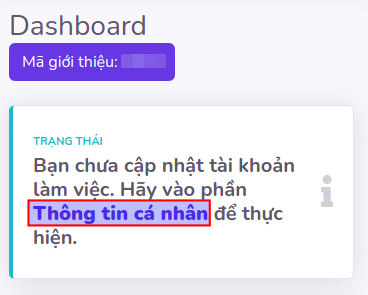 Dashboard
Mã giới thiệu:
TRẠNG THÁI
Bạn chưa cập nhật tài khoản
làm việc. Hãy vào phần
Thông tin cá nhân để thực
hiện.